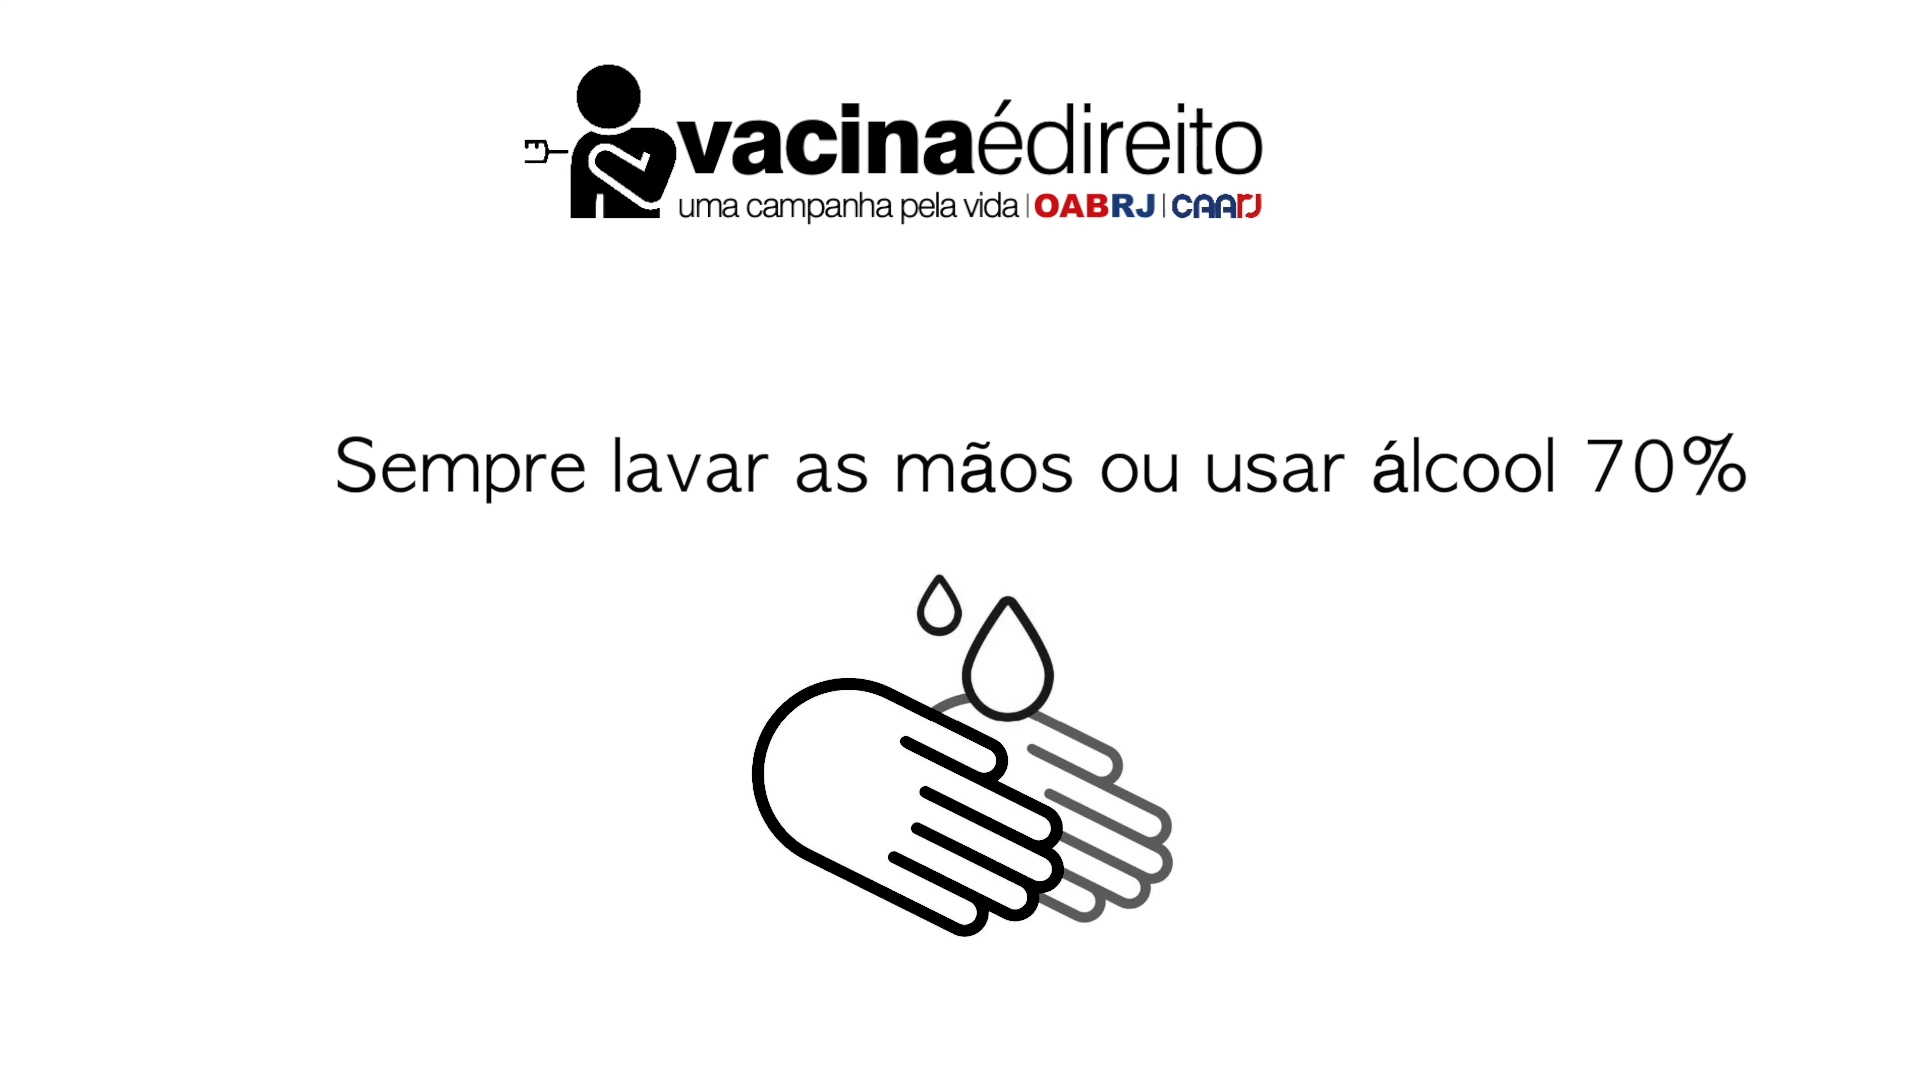 vacinaédireito
uma campanha pela vida | OABRJ | CAARJ
Sempre lavar as mãos ou usar álcool 70%